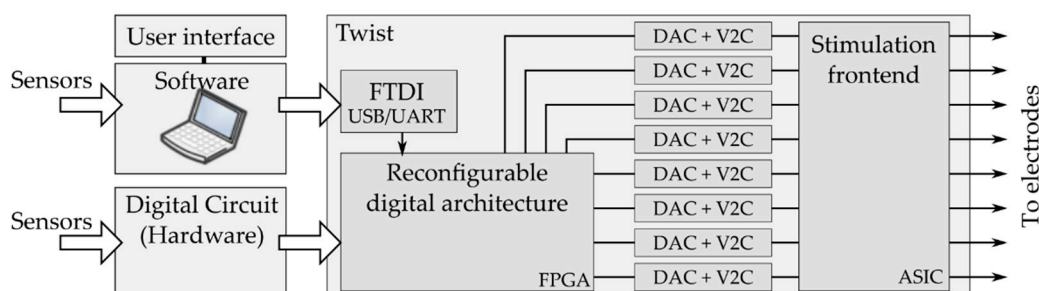 User interface
Sensors
Software
Sensors
Digital Circuit
(Hardware)
Twist
FTDI
USB/UART
Reconfigurable
digital architecture
FPGA
DAC + V2C
DAC + V2C
DAC + V2C
DAC + V2C
DAC + V2C
DAC + V2C
DAC + V2C
DAC + V2C
Stimulation
frontend
ASIC
To electrodes